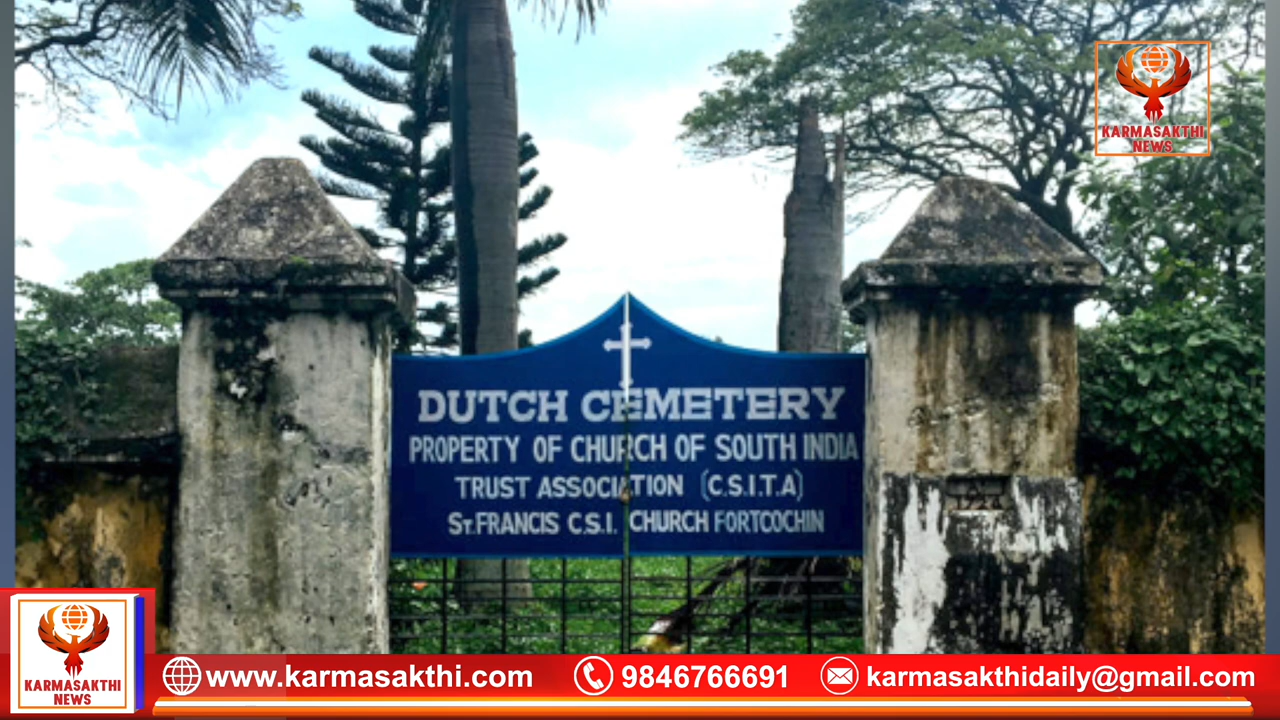 KARMASAKTHI
NEWS
DUTCH CEMETERY
PROPERTY OF CHURCH OF SOUTH INDIA
TRUST ASSOCIATION (C.S.I.T.A)
ST. FRANCIS C.S.I. CHURCH FORTCOCHIN
KARMASAKTHI
NEWS
www.karmasakthi.com
9846766691
karmasakthidaily@gmail.com